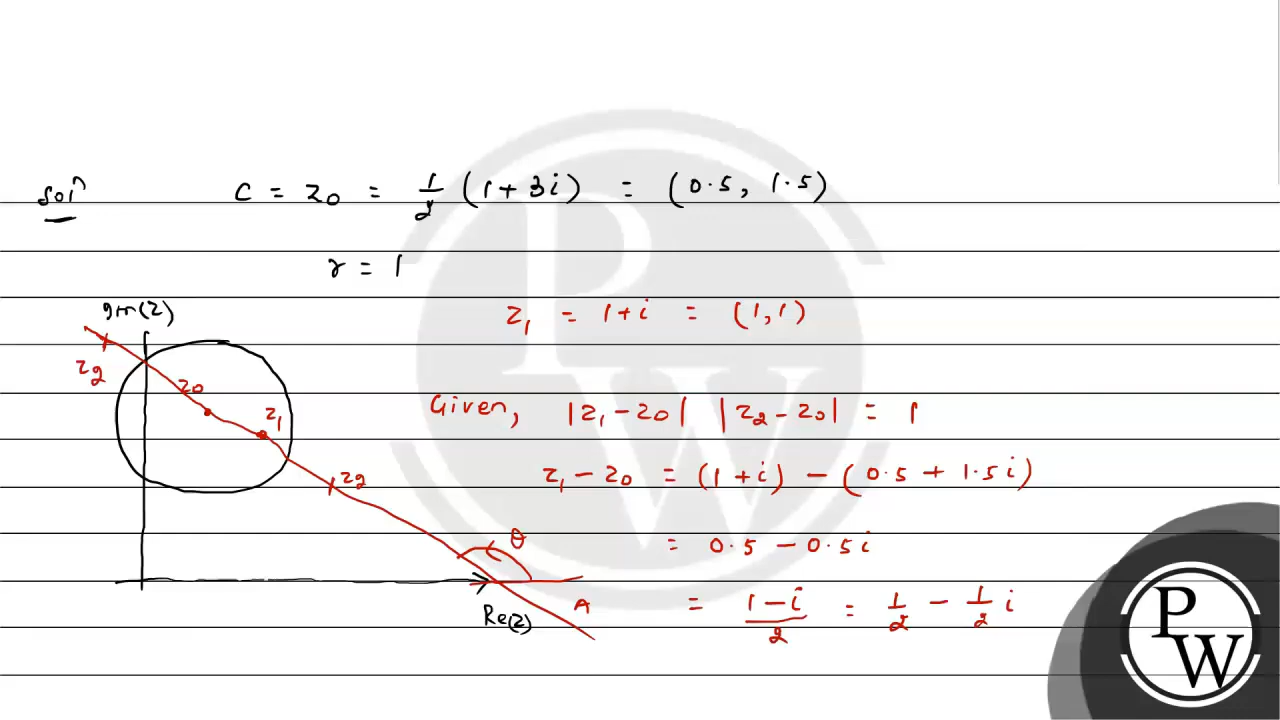 Solⁿ
C = z₀ = 1/2 (1 + 3i) = (0.5, 1.5)
r = 1
Im(z)
z₁ = 1+i = (1, 1)
z₂
z₀
z₁
Given, |z₁ - z₀| |z₂ - z₀| = 1
z₂
z₁ - z₀ = (1 + i) - (0.5 + 1.5i)
θ
= 0.5 - 0.5i
A
Re(z)
= (1-i)/2 = 1/2 - 1/2 i
P
W
P
W